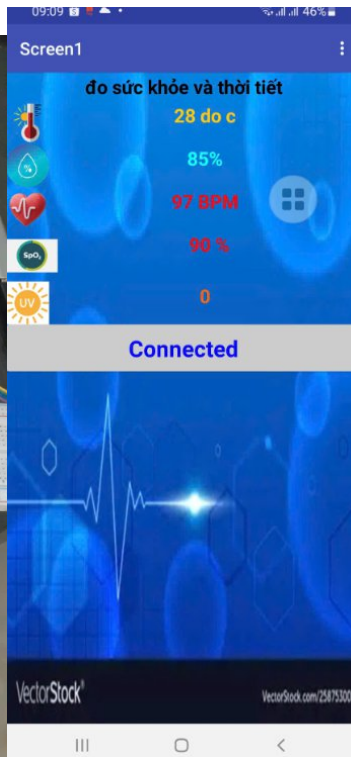 09:09
46%
Screen1
đo sức khỏe và thời tiết
28 do c
85%
97 BPM
SpO₂
90 %
UV
0
Connected
VectorStock®
VectorStock.com/25875300